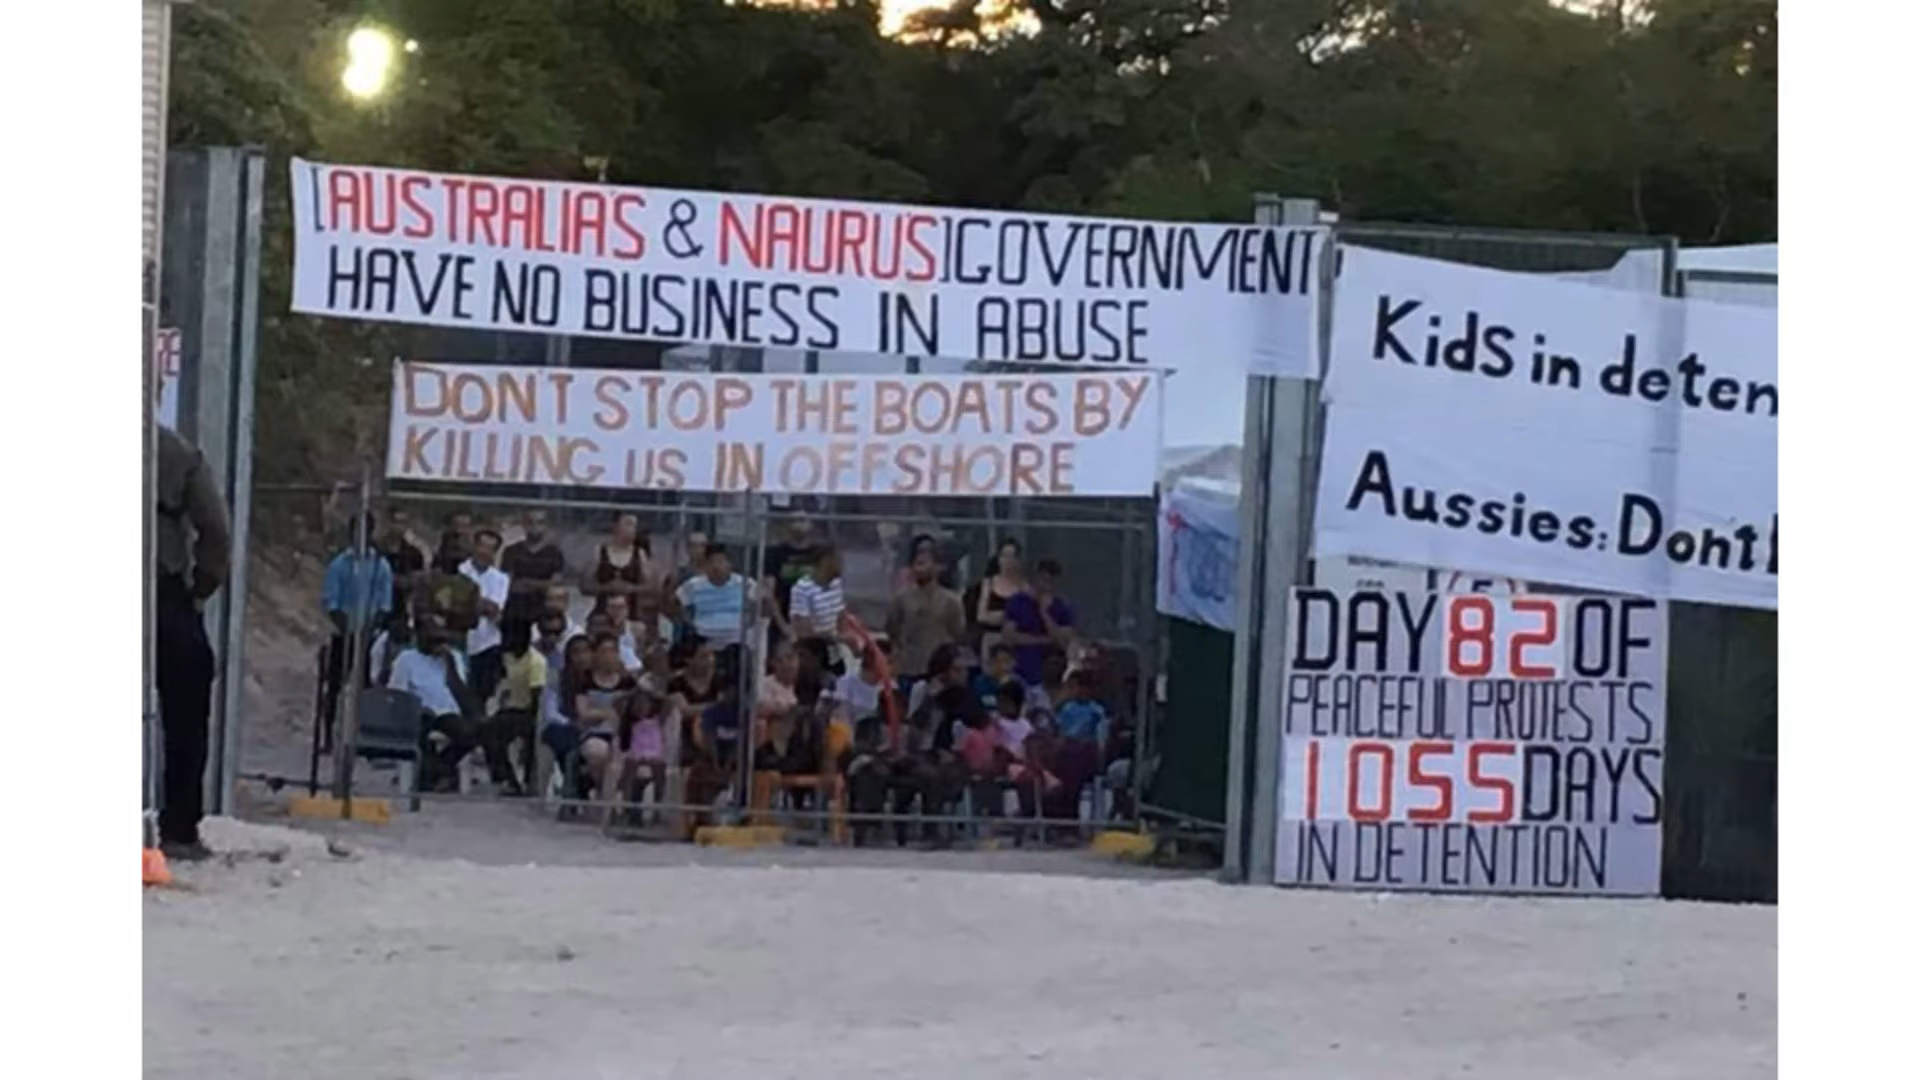 [AUSTRALIA'S & NAURU'S]GOVERNMENT
HAVE NO BUSINESS IN ABUSE
DON'T STOP THE BOATS BY
KILLING US IN OFFSHORE
Kids in deten
Aussies: Dont
DAY 82 OF
PEACEFUL PROTESTS
1055 DAYS
IN DETENTION